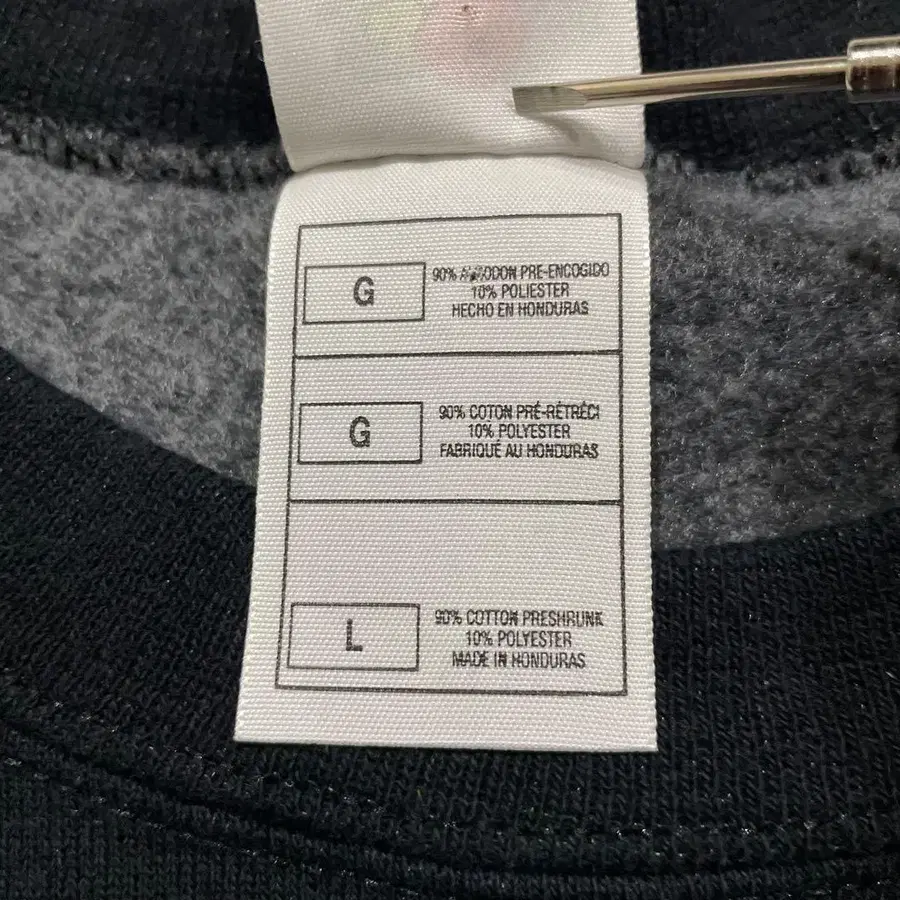 G
90% ALGODON PRE-ENCOGIDO
10% POLIESTER
HECHO EN HONDURAS
G
90% COTON PRÉ-RÉTRÉCI
10% POLYESTER
FABRIQUÉ AU HONDURAS
L
90% COTTON PRESHRUNK
10% POLYESTER
MADE IN HONDURAS